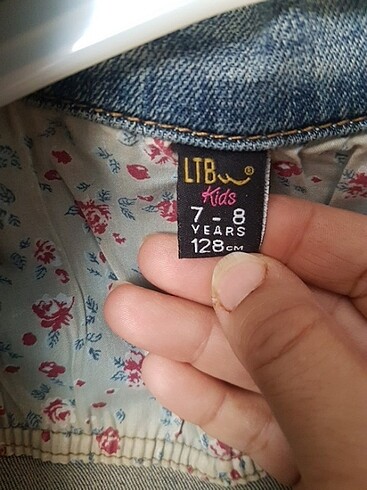 LTB ®
Kids
7 - 8
YEARS
128 CM